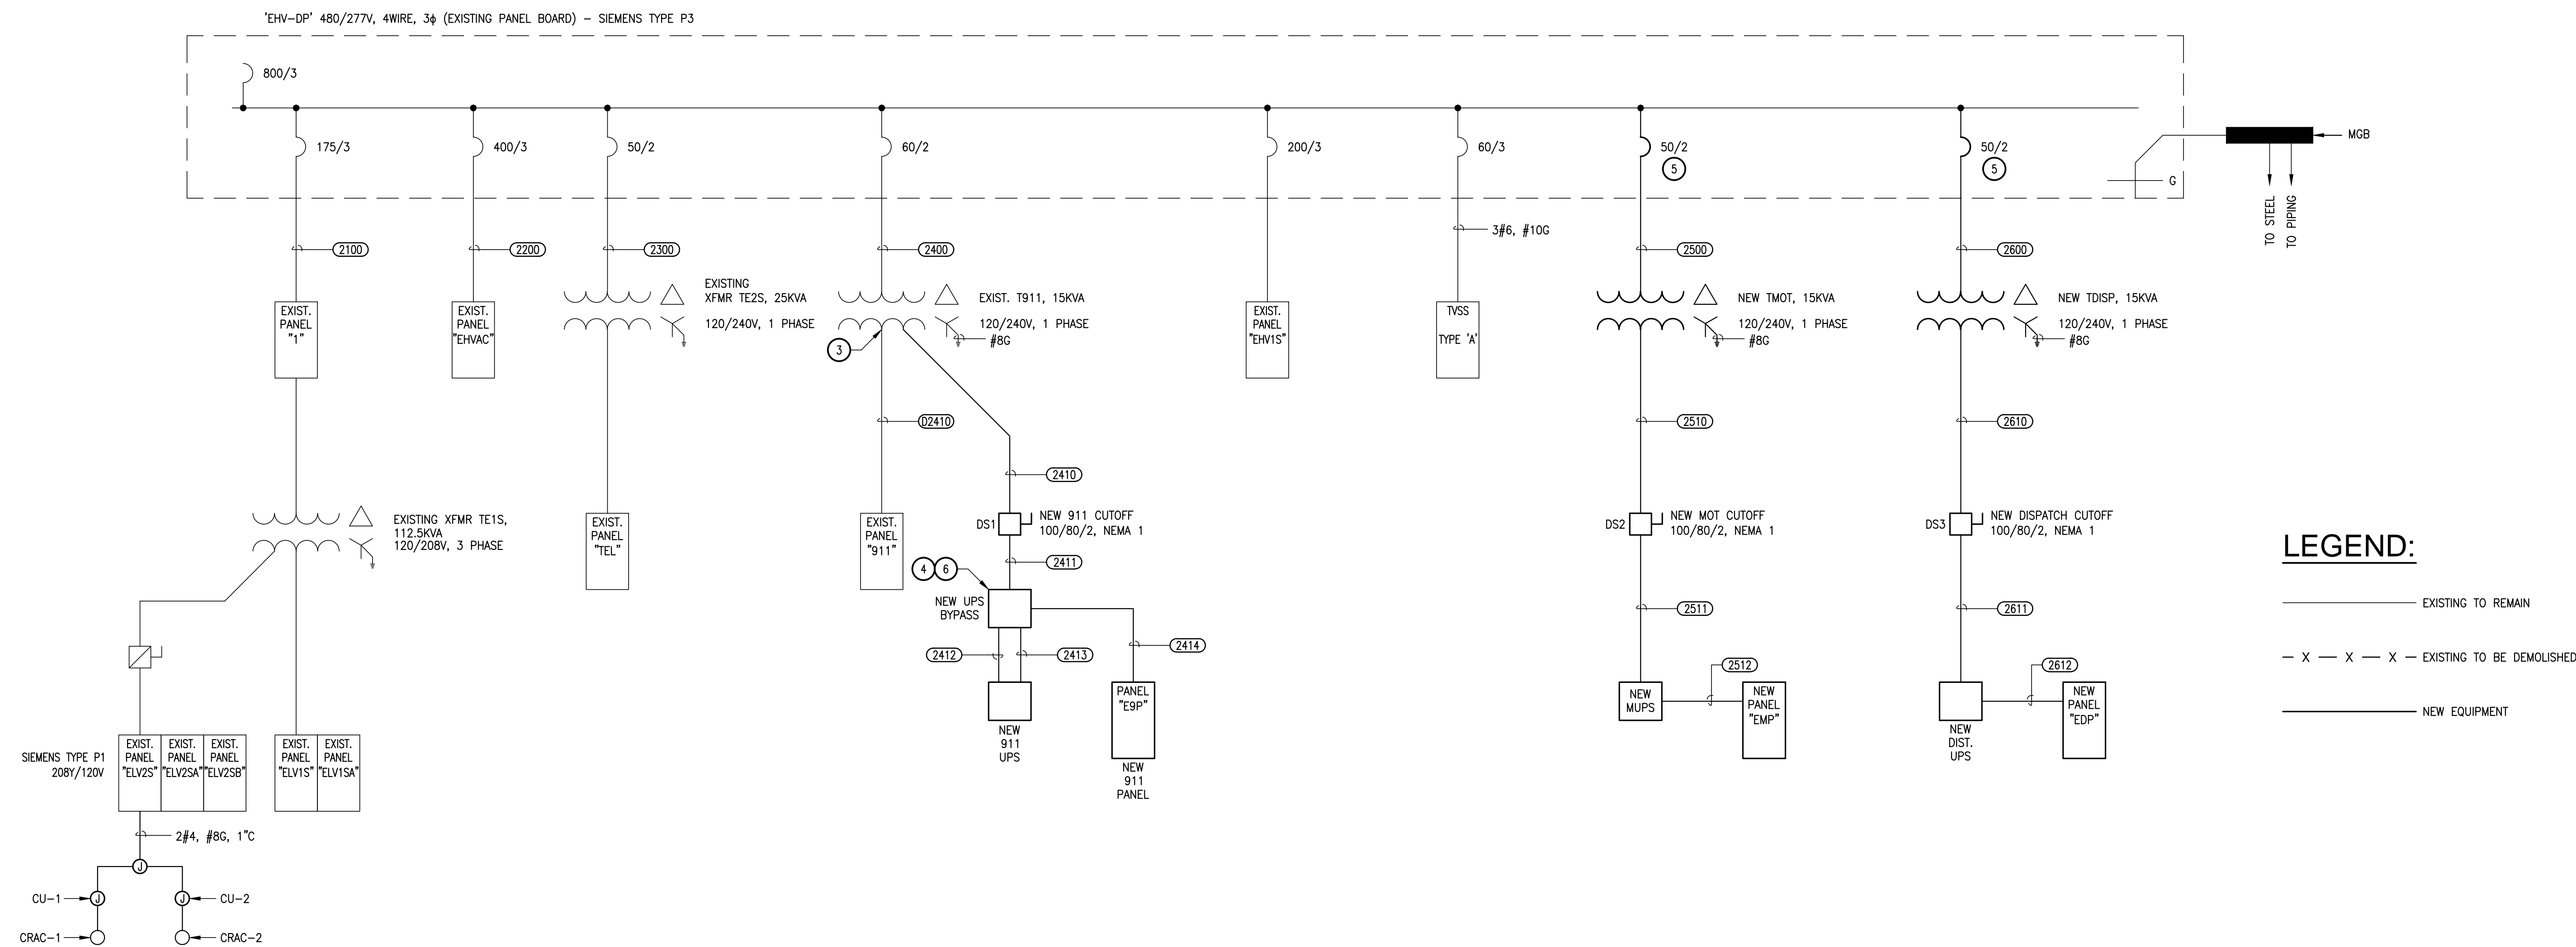 'EHV-DP' 480/277V, 4WIRE, 3ϕ (EXISTING PANEL BOARD) - SIEMENS TYPE P3
800/3
175/3
400/3
50/2
60/2
200/3
60/3
50/2
5
50/2
5
MGB
G
TO STEEL
TO PIPING
2100
2200
2300
2400
3#6, #10G
2500
2600
EXIST.
PANEL
"1"
EXIST.
PANEL
"EHVAC"
EXISTING
XFMR TE2S, 25KVA
120/240V, 1 PHASE
EXIST. T911, 15KVA
120/240V, 1 PHASE
#8G
3
EXIST.
PANEL
"EHV1S"
TVSS
TYPE 'A'
NEW TMOT, 15KVA
120/240V, 1 PHASE
#8G
NEW TDISP, 15KVA
120/240V, 1 PHASE
#8G
D2410
2410
2510
2610
EXISTING XFMR TE1S,
112.5KVA
120/208V, 3 PHASE
EXIST.
PANEL
"TEL"
EXIST.
PANEL
"911"
DS1
NEW 911 CUTOFF
100/80/2, NEMA 1
DS2
NEW MOT CUTOFF
100/80/2, NEMA 1
DS3
NEW DISPATCH CUTOFF
100/80/2, NEMA 1
2411
4
6
NEW UPS
BYPASS
2412
2413
2414
2511
2611
2512
2612
NEW
911
UPS
PANEL
"E9P"
NEW
911
PANEL
NEW
MUPS
NEW
PANEL
"EMP"
NEW
DIST.
UPS
NEW
PANEL
"EDP"
SIEMENS TYPE P1
208Y/120V
EXIST.
PANEL
"ELV2S"
EXIST.
PANEL
"ELV2SA"
EXIST.
PANEL
"ELV2SB"
EXIST.
PANEL
"ELV1S"
EXIST.
PANEL
"ELV1SA"
2#4, #8G, 1"C
J
CU-1
J
J
CU-2
CRAC-1
CRAC-2
LEGEND:
EXISTING TO REMAIN
X X X EXISTING TO BE DEMOLISHED
NEW EQUIPMENT